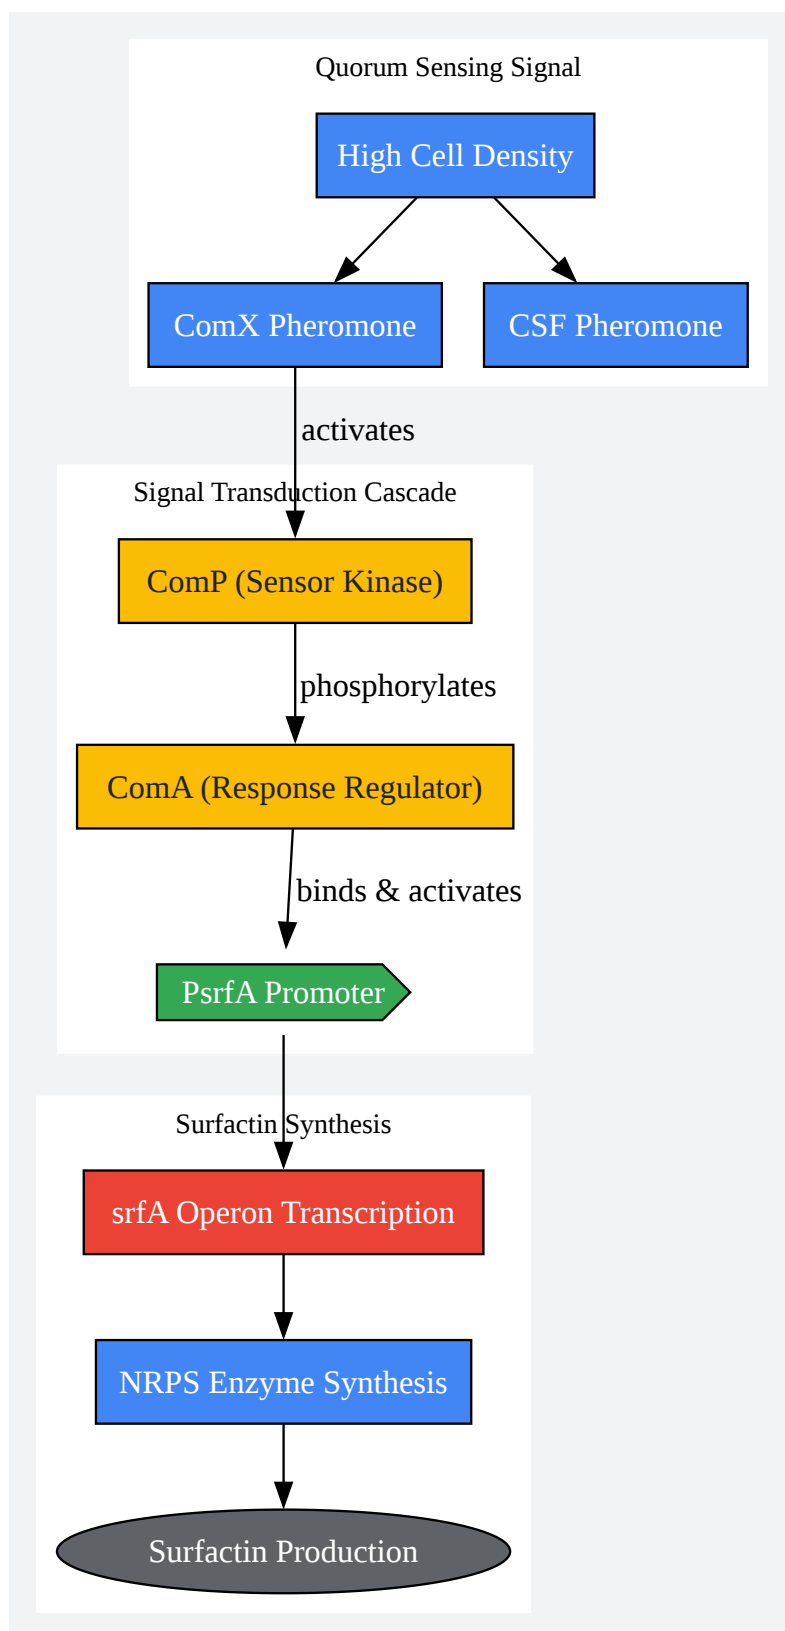 Quorum Sensing Signal
High Cell Density
ComX Pheromone
CSF Pheromone
activates
Signal Transduction Cascade
ComP (Sensor Kinase)
phosphorylates
ComA (Response Regulator)
binds & activates
PsrfA Promoter
Surfactin Synthesis
srfA Operon Transcription
NRPS Enzyme Synthesis
Surfactin Production